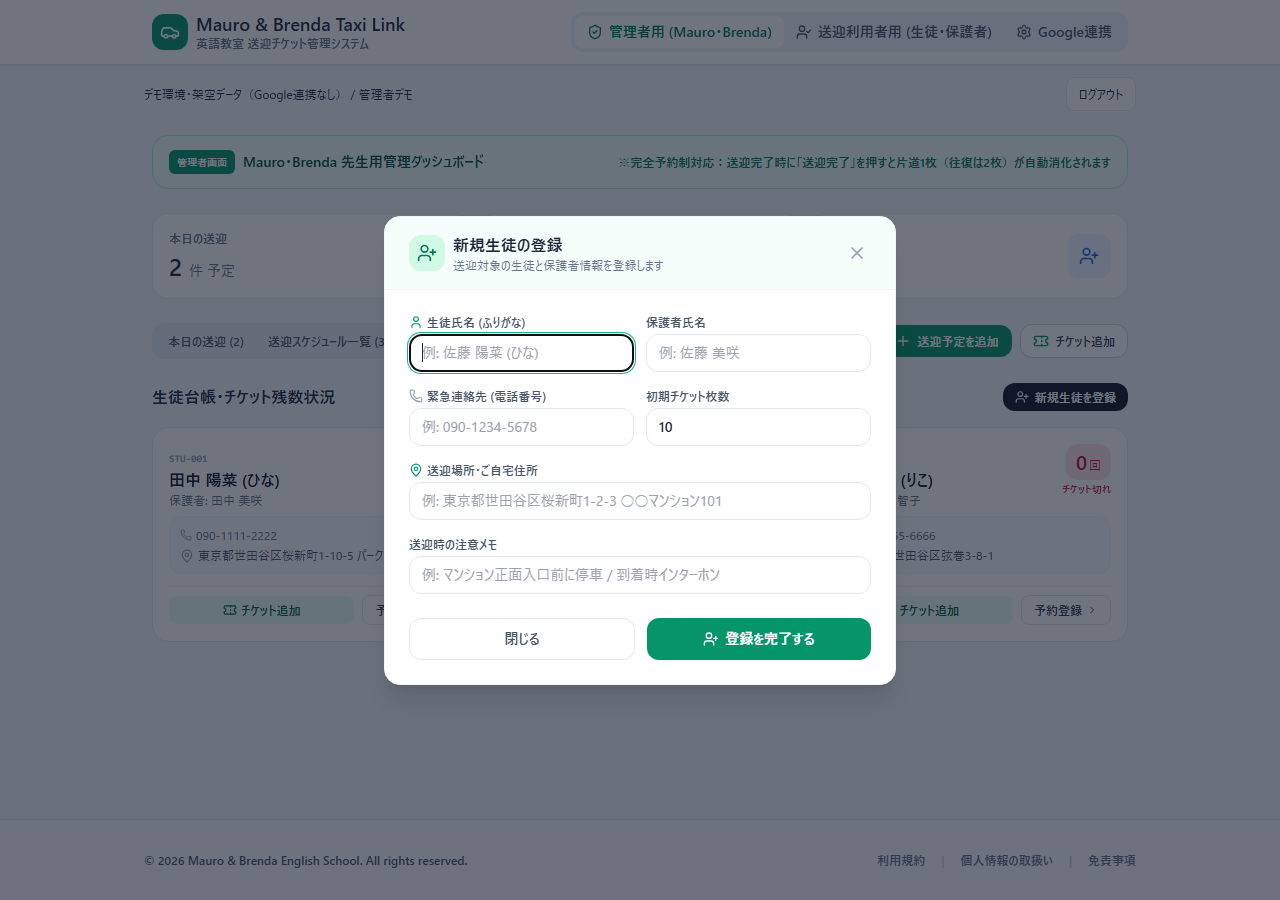 Mauro & Brenda Taxi Link
英語教室 送迎チケット管理システム
管理者用 (Mauro・Brenda)
送迎利用者用 (生徒・保護者)
Google連携
デモ環境・架空データ（Google連携なし） / 管理者デモ
ログアウト
管理者画面
Mauro・Brenda 先生用管理ダッシュボード
※完全予約制対応：送迎完了時に「送迎完了」を押すと片道1枚（往復は2枚）が自動消化されます
本日の送迎
2 件 予定
本日の送迎 (2)
送迎スケジュール一覧 (3
送迎予定を追加
チケット追加
生徒台帳・チケット残数状況
新規生徒を登録
STU-001
田中 陽菜 (ひな)
保護者: 田中 美咲
090-1111-2222
東京都世田谷区桜新町1-10-5 パーク
チケット追加
(りこ)
智子
0回
チケット切れ
55-6666
世田谷区弦巻3-8-1
チケット追加
予約登録
新規生徒の登録
送迎対象の生徒と保護者情報を登録します
生徒氏名 (ふりがな)
例: 佐藤 陽菜 (ひな)
保護者氏名
例: 佐藤 美咲
緊急連絡先 (電話番号)
例: 090-1234-5678
初期チケット枚数
10
送迎場所・ご自宅住所
例: 東京都世田谷区桜新町1-2-3 〇〇マンション101
送迎時の注意メモ
例: マンション正面入口前に停車 / 到着時インターホン
閉じる
登録を完了する
© 2026 Mauro & Brenda English School. All rights reserved.
利用規約 | 個人情報の取扱い | 免責事項